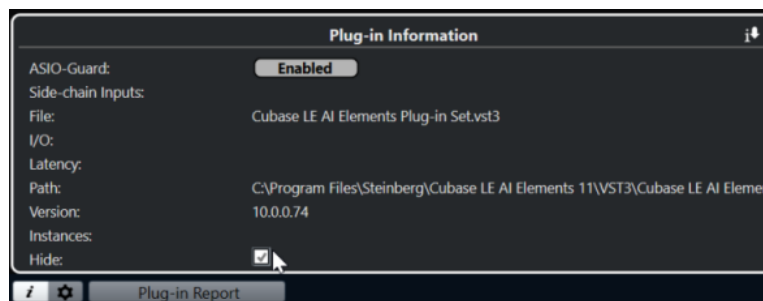 Plug-in Information
ASIO-Guard: Enabled
Side-chain Inputs:
File: Cubase LE AI Elements Plug-in Set.vst3
I/O:
Latency:
Path: C:\Program Files\Steinberg\Cubase LE AI Elements 11\VST3\Cubase LE AI Eleme
Version: 10.0.0.74
Instances:
Hide:
i Plug-in Report